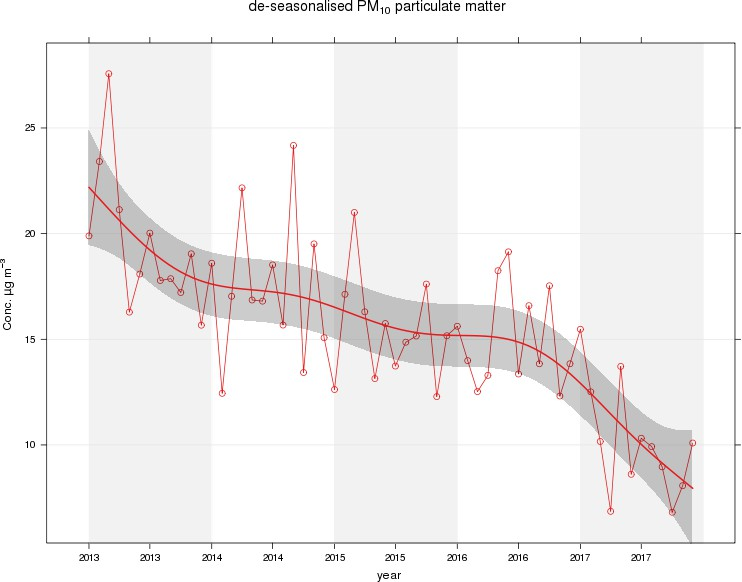 de-seasonalised PM₁₀ particulate matter
25
20
15
10
Conc. µg m⁻³
2013 2013 2014 2014 2015 2015 2016 2016 2017 2017
year